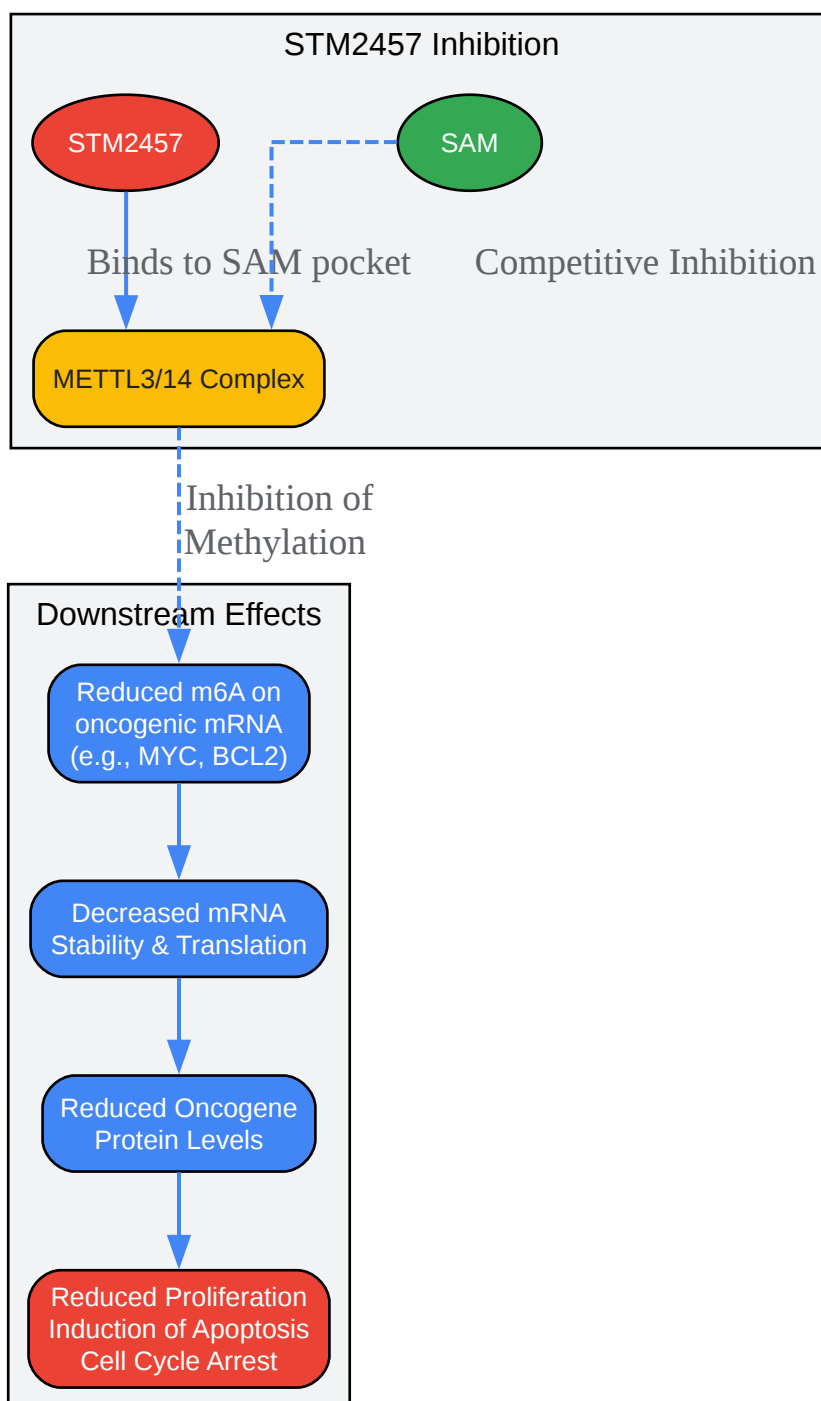 STM2457 Inhibition
STM2457
SAM
Binds to SAM pocket
Competitive Inhibition
METTL3/14 Complex
Inhibition of
Methylation
Downstream Effects
Reduced m6A on
oncogenic mRNA
(e.g., MYC, BCL2)
Decreased mRNA
Stability & Translation
Reduced Oncogene
Protein Levels
Reduced Proliferation
Induction of Apoptosis
Cell Cycle Arrest